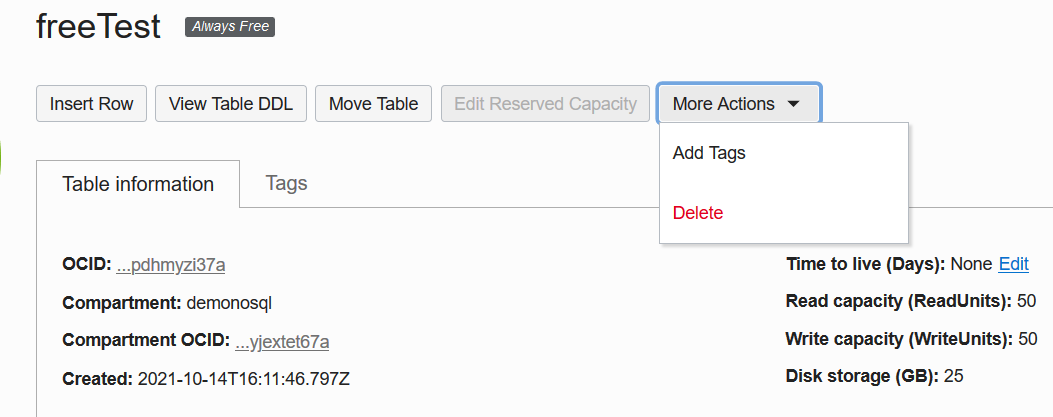 freeTest Always Free
Insert Row View Table DDL Move Table Edit Reserved Capacity More Actions
Add Tags
Delete
Table information Tags
OCID: ...pdhmyzi37a
Compartment: demonosql
Compartment OCID: ...yjextet67a
Created: 2021-10-14T16:11:46.797Z
Time to live (Days): None Edit
Read capacity (ReadUnits): 50
Write capacity (WriteUnits): 50
Disk storage (GB): 25